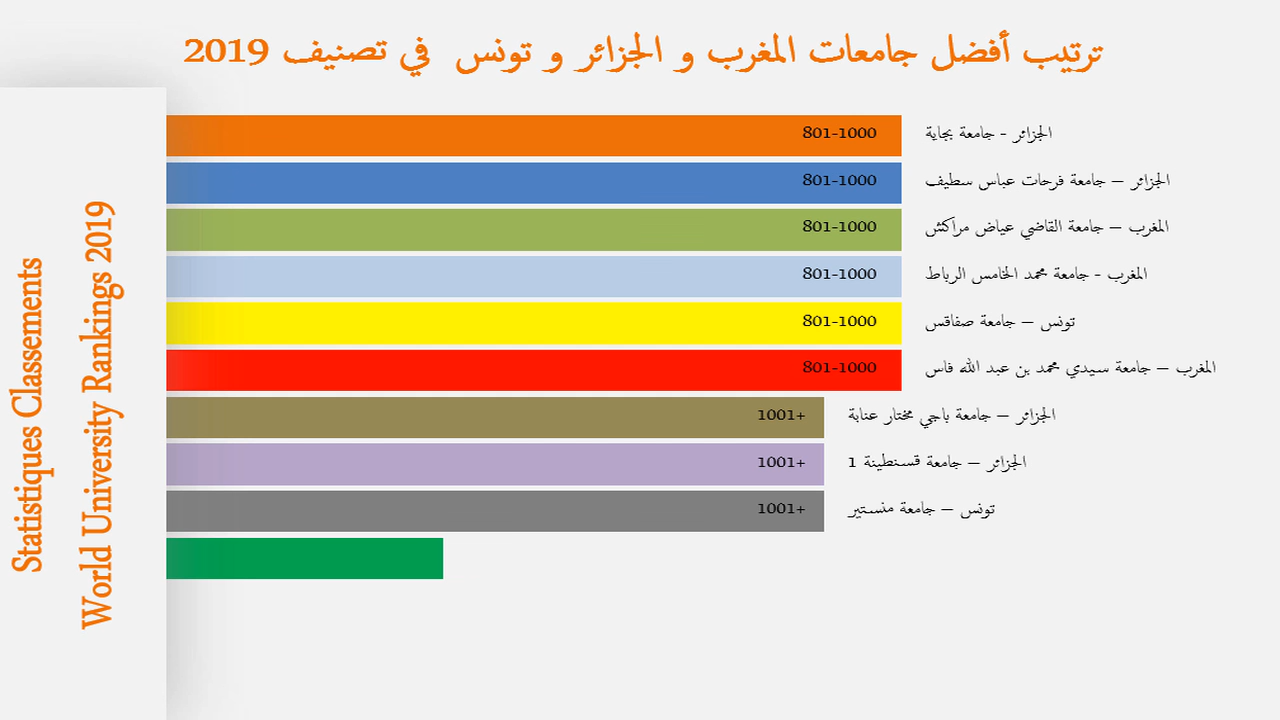 ترتيب أفضل جامعات المغرب و الجزائر و تونس في تصنيف 2019
801-1000 الجزائر - جامعة بجاية
801-1000 الجزائر – جامعة فرحات عباس سطيف
801-1000 المغرب – جامعة القاضي عياض مراكش
801-1000 المغرب - جامعة محمد الخامس الرباط
801-1000 تونس – جامعة صفاقس
801-1000 المغرب – جامعة سيدي محمد بن عبد الله فاس
1001+ الجزائر – جامعة باجي مختار عنابة
1001+ الجزائر – جامعة قسنطينة 1
1001+ تونس – جامعة منستير
Statistiques Classements
World University Rankings 2019